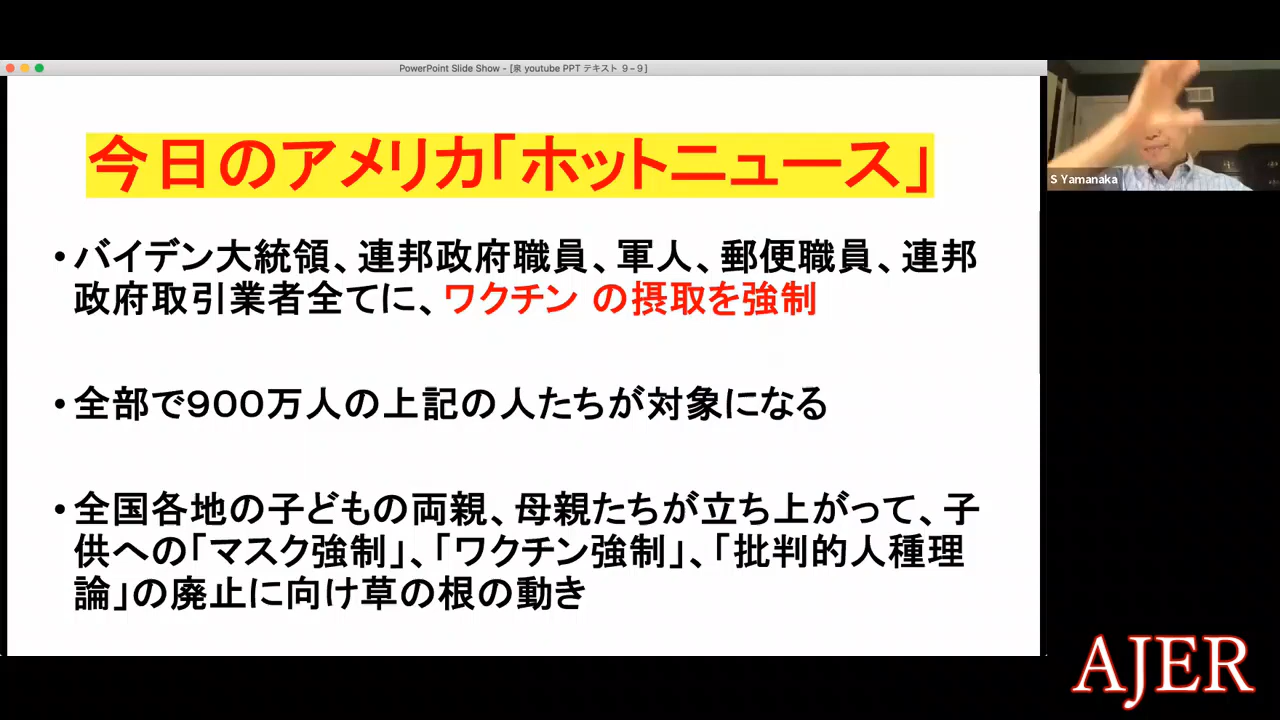 PowerPoint Slide Show - [泉 youtube PPT テキスト 9-9]
今日のアメリカ「ホットニュース」
S Yamanaka
•バイデン大統領、連邦政府職員、軍人、郵便職員、連邦
政府取引業者全てに、ワクチン の摂取を強制
•全部で900万人の上記の人たちが対象になる
•全国各地の子どもの両親、母親たちが立ち上がって、子
供への「マスク強制」、「ワクチン強制」、「批判的人種理
論」の廃止に向け草の根の動き
AJER